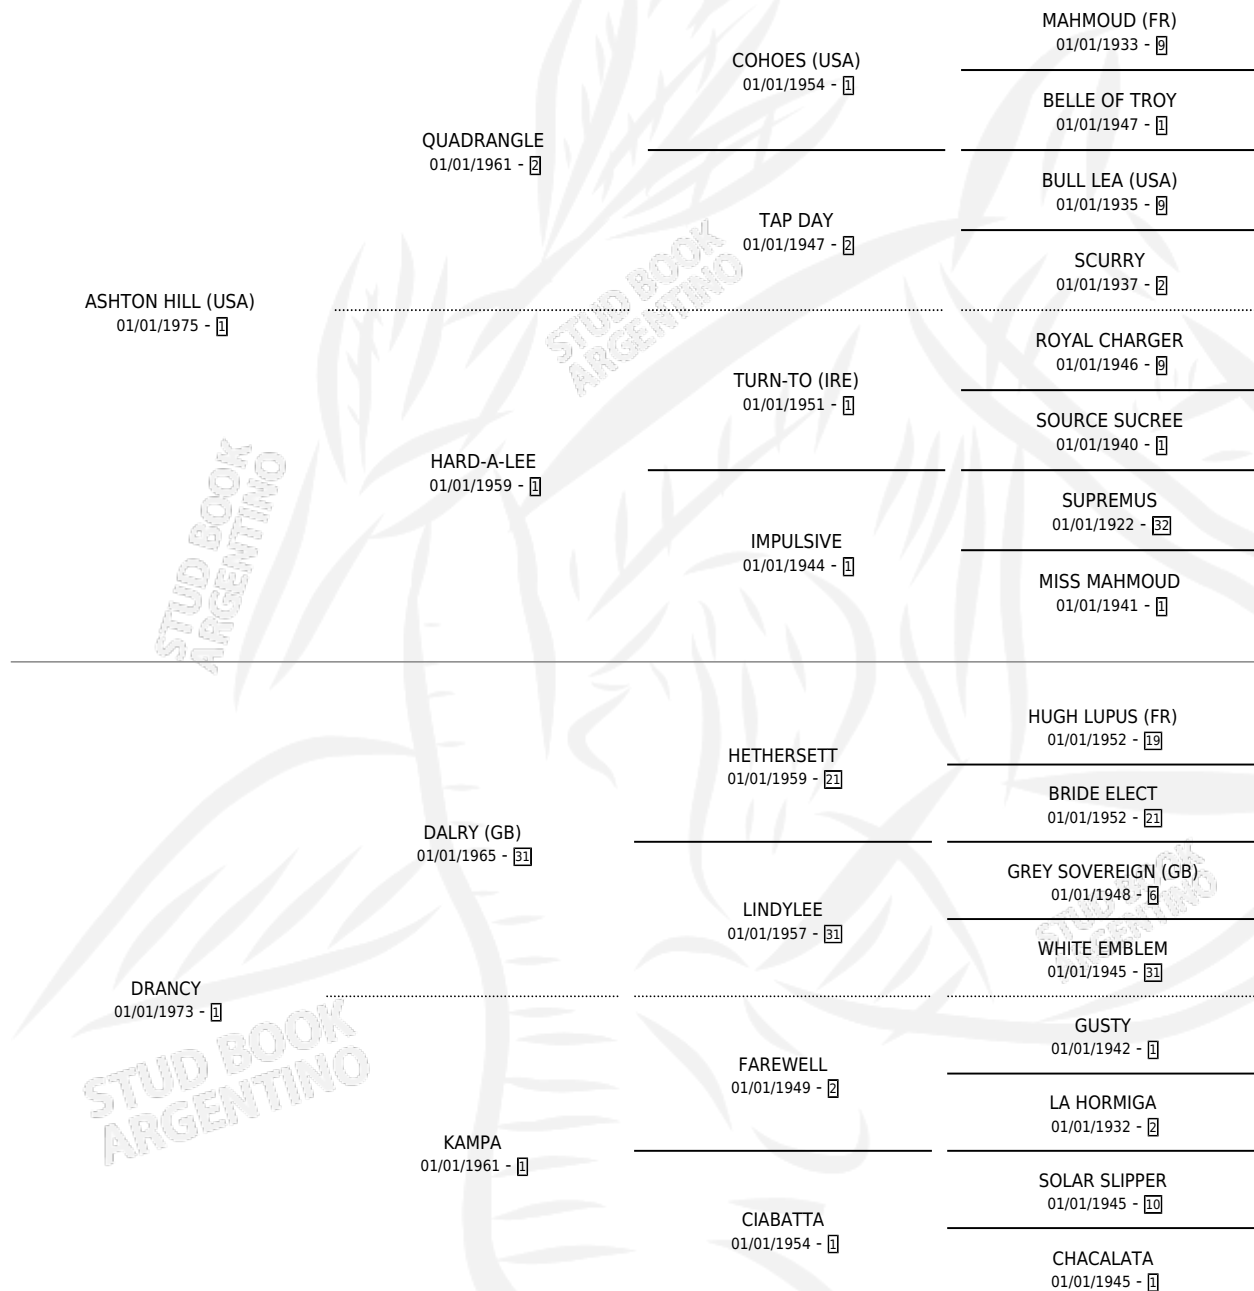 MAHMOUD (FR)
01/01/1933 - 9
COHOES (USA)
01/01/1954 - 1
BELLE OF TROY
01/01/1947 - 1
QUADRANGLE
01/01/1961 - 2
BULL LEA (USA)
01/01/1935 - 9
TAP DAY
01/01/1947 - 2
SCURRY
01/01/1937 - 2
ASHTON HILL (USA)
01/01/1975 - 1
STUD BOOK
ARGENTINO
ROYAL CHARGER
01/01/1946 - 9
TURN-TO (IRE)
01/01/1951 - 1
SOURCE SUCREE
01/01/1940 - 1
HARD-A-LEE
01/01/1959 - 1
SUPREMUS
01/01/1922 - 32
IMPULSIVE
01/01/1944 - 1
MISS MAHMOUD
01/01/1941 - 1
STUD BOOK
ARGENTINO
HUGH LUPUS (FR)
01/01/1952 - 19
HETHERSETT
01/01/1959 - 21
BRIDE ELECT
01/01/1952 - 21
DALRY (GB)
01/01/1965 - 31
GREY SOVEREIGN (GB)
01/01/1948 - 6
LINDYLEE
01/01/1957 - 31
STUD BOOK
ARGENTINO
WHITE EMBLEM
01/01/1945 - 31
DRANCY
01/01/1973 - 1
GUSTY
01/01/1942 - 1
FAREWELL
01/01/1949 - 2
LA HORMIGA
01/01/1932 - 2
STUD BOOK
ARGENTINO
KAMPA
01/01/1961 - 1
SOLAR SLIPPER
01/01/1945 - 10
CIABATTA
01/01/1954 - 1
CHACALATA
01/01/1945 - 1